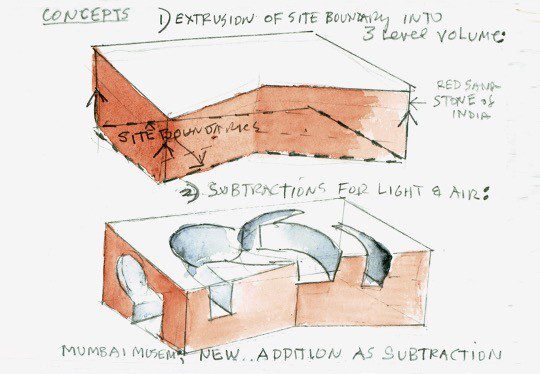 CONCEPTS 1) EXTRUSION OF SITE BOUNDARY INTO
3 Level VOLUME:
RED SAND
STONE OF
INDIA
SITE BOUNDARIES
2) SUBTRACTIONS FOR LIGHT & AIR:
MUMBAI MUSEM; NEW.. ADDITION AS SUBTRACTION